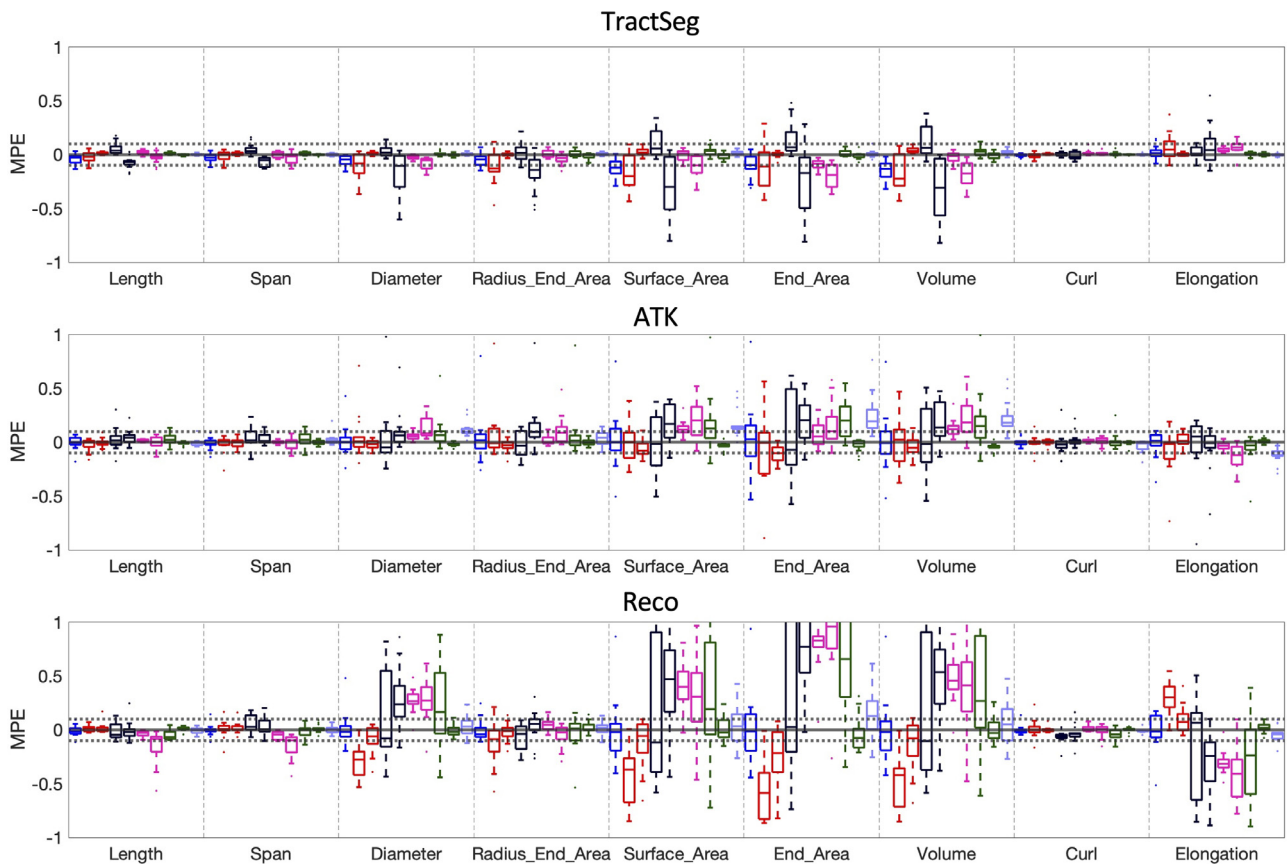 TractSeg
MPE
1
0.5
0
-0.5
-1
Length Span Diameter Radius_End_Area Surface_Area End_Area Volume Curl Elongation
ATK
MPE
1
0.5
0
-0.5
-1
Length Span Diameter Radius_End_Area Surface_Area End_Area Volume Curl Elongation
Reco
MPE
1
0.5
0
-0.5
-1
Length Span Diameter Radius_End_Area Surface_Area End_Area Volume Curl Elongation